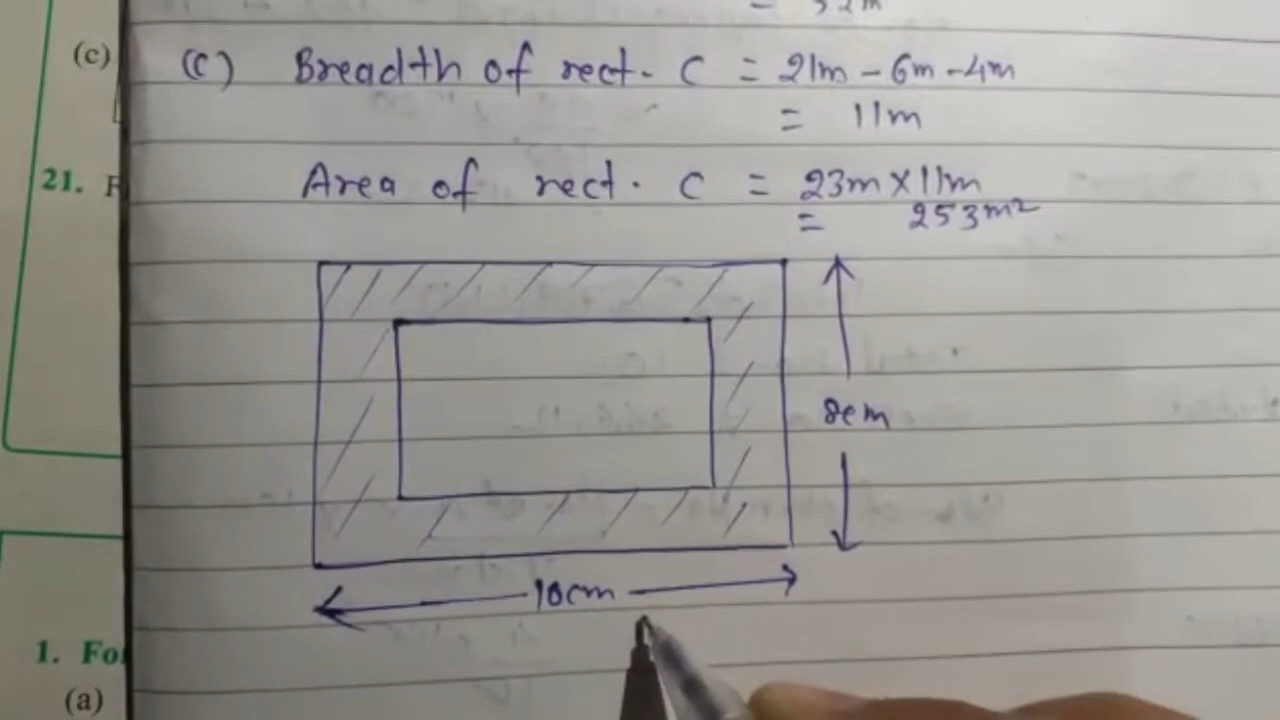 (c)
(C) Breadth of rect. C = 21m - 6m - 4m
= 11m
21.
Area of rect. C = 23m × 11m
= 253m²
8cm
10cm
1. Fo
(a)